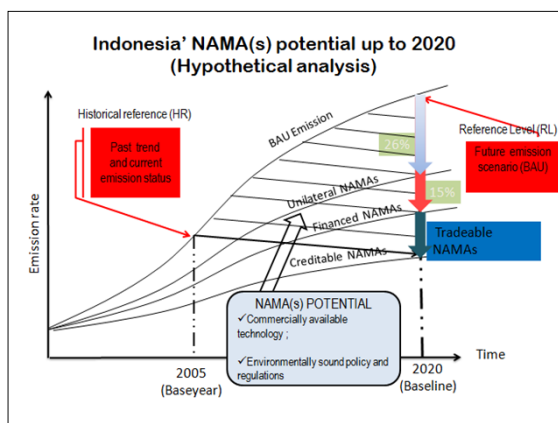 Indonesia' NAMA(s) potential up to 2020
(Hypothetical analysis)
Historical reference (HR)
Past trend
and current
emission status
BAU Emission
Reference Level (RL)
Future emission
scenario (BAU)
26%
15%
Unilateral NAMAs
Financed NAMAs
Creditable NAMAs
Tradeable
NAMAs
Emission rate
NAMA(s) POTENTIAL
✓Commercially available
technology ;
✓Environmentally sound policy and
regulations
Time
2005
(Baseyear)
2020
(Baseline)